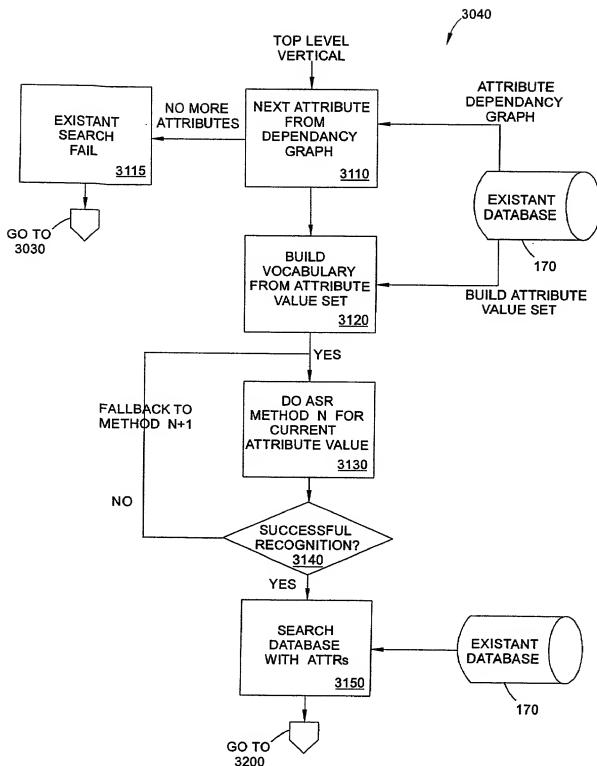 3040
TOP LEVEL
VERTICAL
EXISTANT
SEARCH
FAIL
3115
NO MORE
ATTRIBUTES
NEXT ATTRIBUTE
FROM
DEPENDANCY
GRAPH
3110
ATTRIBUTE
DEPENDANCY
GRAPH
EXISTANT
DATABASE
170
GO TO
3030
BUILD
VOCABULARY
FROM ATTRIBUTE
VALUE SET
3120
BUILD ATTRIBUTE
VALUE SET
YES
FALLBACK TO
METHOD N+1
DO ASR
METHOD N FOR
CURRENT
ATTRIBUTE VALUE
3130
NO
SUCCESSFUL
RECOGNITION?
3140
YES
SEARCH
DATABASE
WITH ATTRs
3150
EXISTANT
DATABASE
170
GO TO
3200